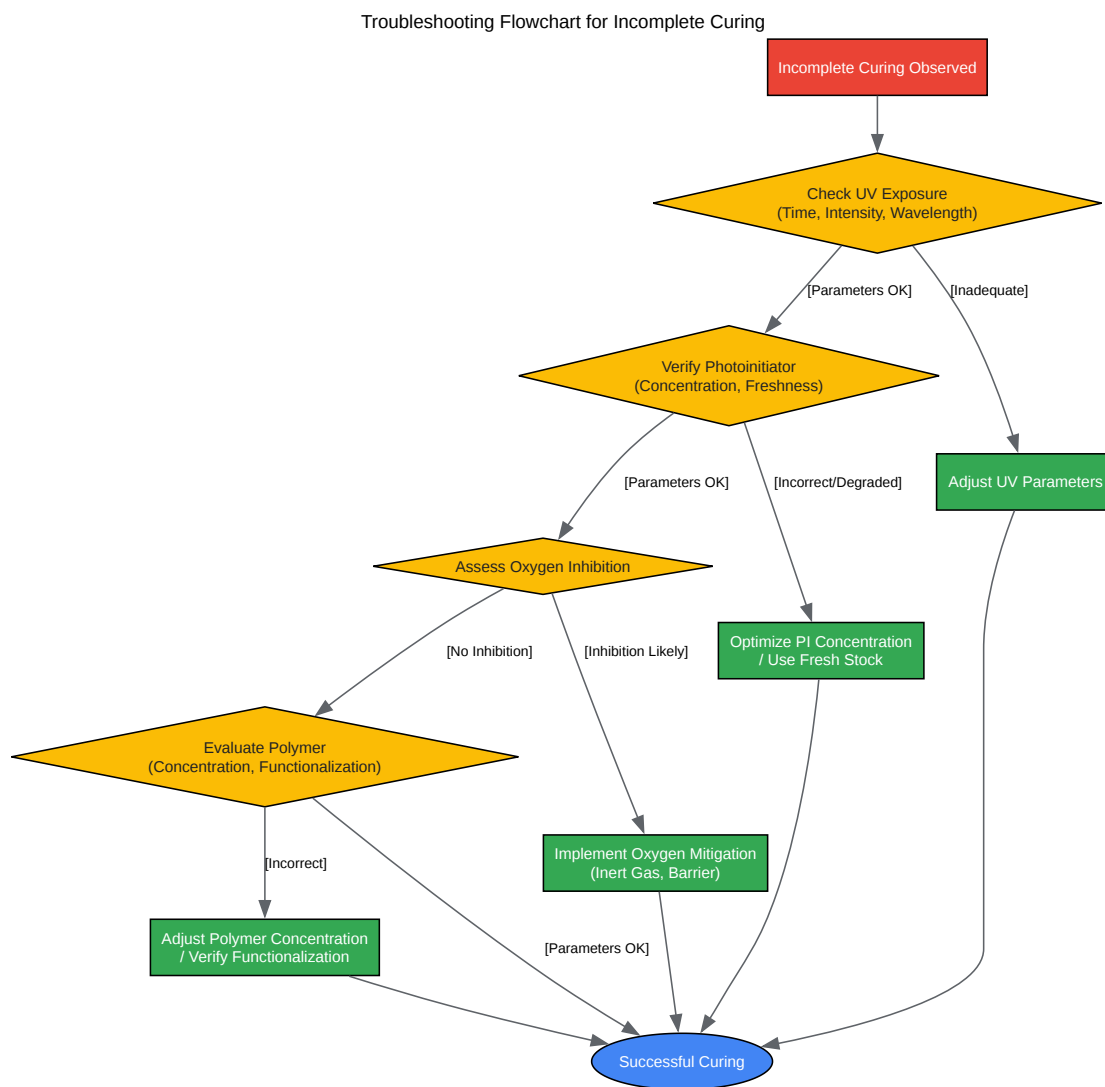 Troubleshooting Flowchart for Incomplete Curing
Incomplete Curing Observed
Check UV Exposure
(Time, Intensity, Wavelength)
[Parameters OK]
[Inadequate]
Verify Photoinitiator
(Concentration, Freshness)
[Parameters OK]
[Incorrect/Degraded]
Adjust UV Parameters
Assess Oxygen Inhibition
[No Inhibition]
[Inhibition Likely]
Optimize PI Concentration
/ Use Fresh Stock
Evaluate Polymer
(Concentration, Functionalization)
[Incorrect]
Implement Oxygen Mitigation
(Inert Gas, Barrier)
Adjust Polymer Concentration
/ Verify Functionalization
[Parameters OK]
Successful Curing